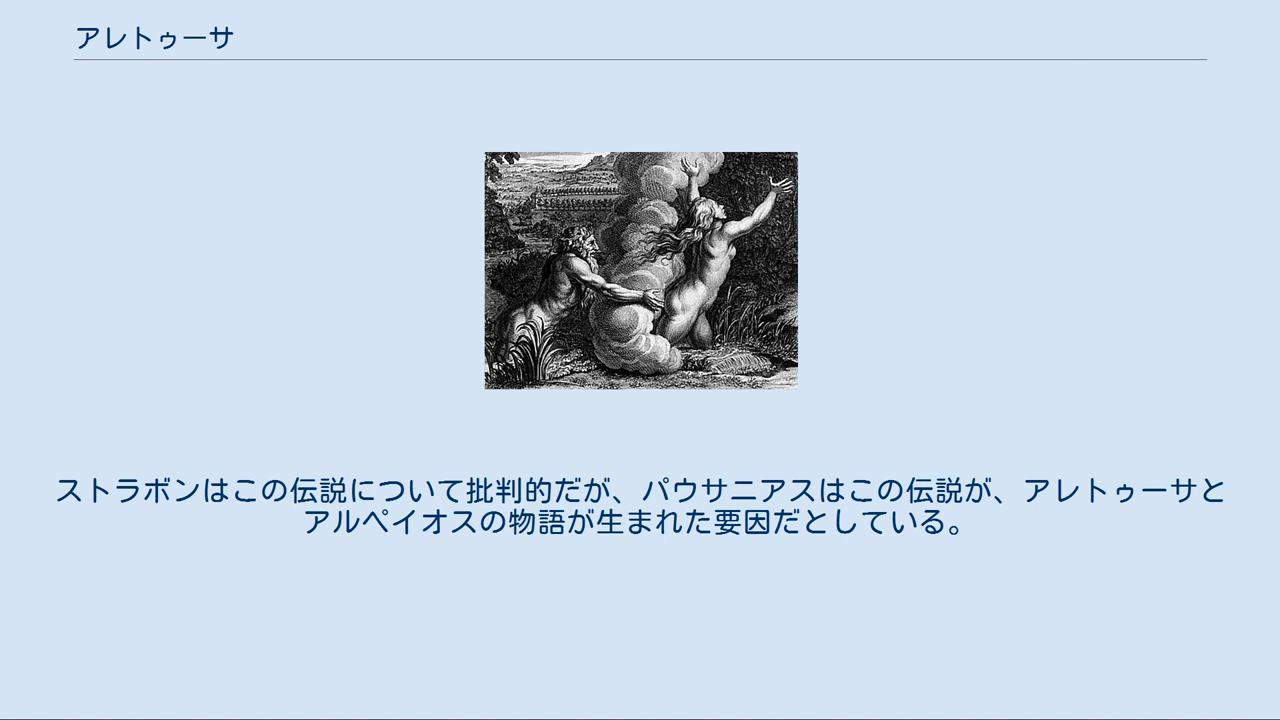 アレトゥーサ
ストラボンはこの伝説について批判的だが、パウサニアスはこの伝説が、アレトゥーサと
アルペイオスの物語が生まれた要因だとしている。